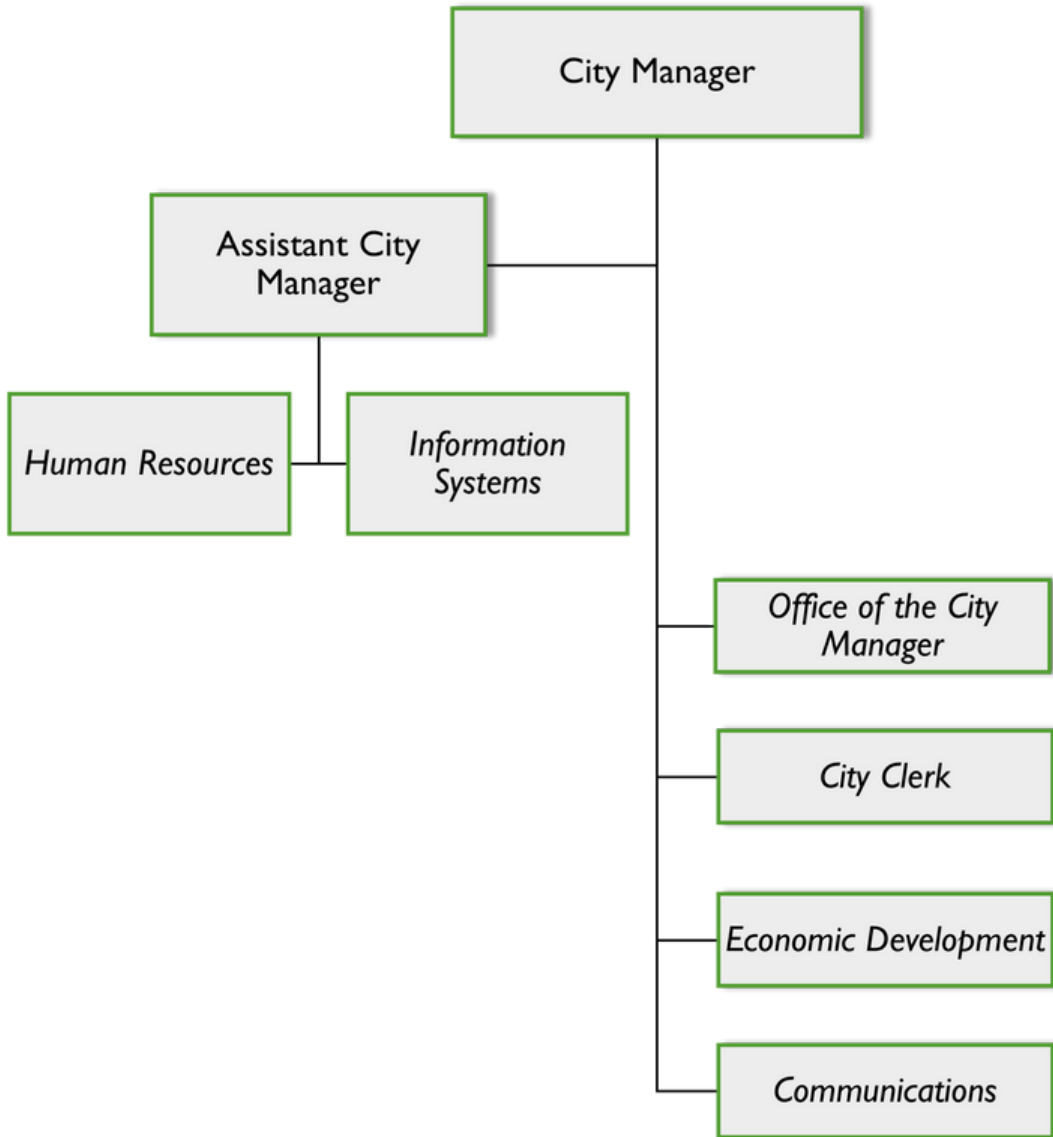 City Manager
Assistant City
Manager
Human Resources
Information
Systems
Office of the City
Manager
City Clerk
Economic Development
Communications